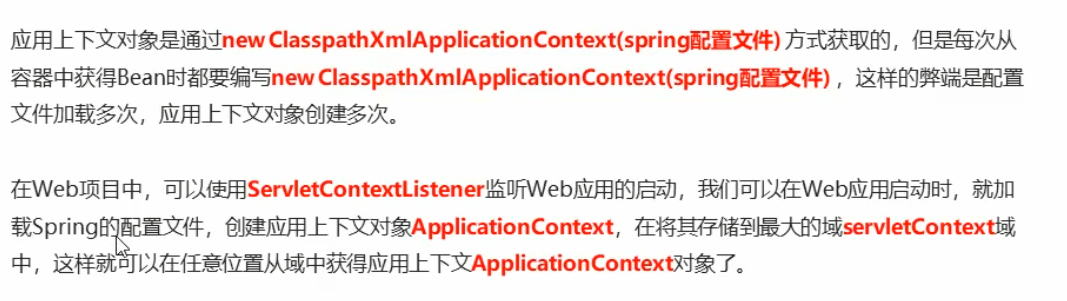 应用上下文对象是通过new ClasspathXmlApplicationContext(spring配置文件) 方式获取的，但是每次从
容器中获得Bean时都要编写new ClasspathXmlApplicationContext(spring配置文件) ，这样的弊端是配置
文件加载多次，应用上下文对象创建多次。
在Web项目中，可以使用ServletContextListener监听Web应用的启动，我们可以在Web应用启动时，就加
载Spring的配置文件，创建应用上下文对象ApplicationContext，在将其存储到最大的域servletContext域
中，这样就可以在任意位置从域中获得应用上下文ApplicationContext对象了。